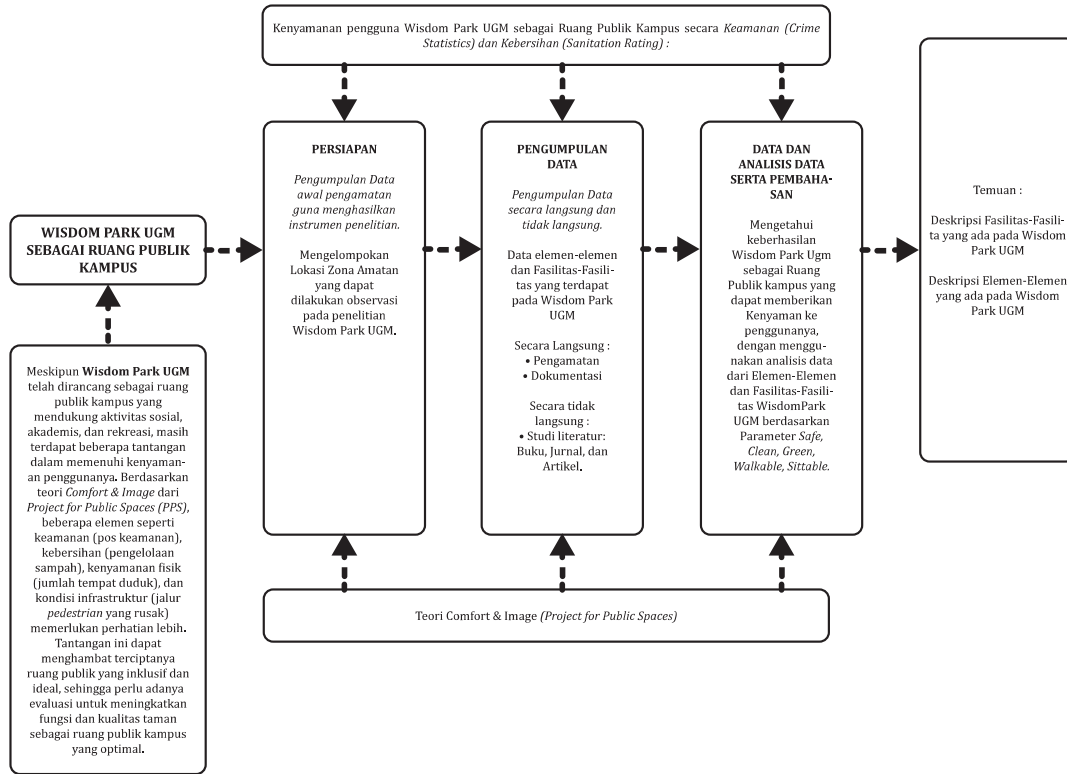 Kenyamanan pengguna Wisdom Park UGM sebagai Ruang Publik Kampus secara Keamanan (Crime
Statistics) dan Kebersihan (Sanitation Rating) :
WISDOM PARK UGM
SEBAGAI RUANG PUBLIK
KAMPUS
Meskipun Wisdom Park UGM
telah dirancang sebagai ruang
publik kampus yang
mendukung aktivitas sosial,
akademis, dan rekreasi, masih
terdapat beberapa tantangan
dalam memenuhi kenyaman-
an penggunanya. Berdasarkan
teori Comfort & Image dari
Project for Public Spaces (PPS),
beberapa elemen seperti
keamanan (pos keamanan),
kebersihan (pengelolaan
sampah), kenyamanan fisik
(jumlah tempat duduk), dan
kondisi infrastruktur (jalur
pedestrian yang rusak)
memerlukan perhatian lebih.
Tantangan ini dapat
menghambat terciptanya
ruang publik yang inklusif dan
ideal, sehingga perlu adanya
evaluasi untuk meningkatkan
fungsi dan kualitas taman
sebagai ruang publik kampus
yang optimal.
PERSIAPAN
Pengumpulan Data
awal pengamatan
guna menghasilkan
instrumen penelitian.
Mengelompokan
Lokasi Zona Amatan
yang dapat
dilakukan observasi
pada penelitian
Wisdom Park UGM.
PENGUMPULAN
DATA
Pengumpulan Data
secara langsung dan
tidak langsung.
Data elemen-elemen
dan Fasilitas-Fasili-
tas yang terdapat
pada Wisdom Park
UGM
Secara Langsung :
• Pengamatan
• Dokumentasi
Secara tidak
langsung :
• Studi literatur:
Buku, Jurnal, dan
Artikel.
DATA DAN
ANALISIS DATA
SERTA PEMBAHA-
SAN
Mengetahui
keberhasilan
Wisdom Park Ugm
sebagai Ruang
Publik kampus yang
dapat memberikan
Kenyaman ke
penggunanya,
dengan menggu-
nakan analisis data
dari Elemen-Elemen
dan Fasilitas-Fasili-
tas WisdomPark
UGM berdasarkan
Parameter Safe,
Clean, Green,
Walkable, Sittable.
Temuan :
Deskripsi Fasilitas-Fasili-
ta yang ada pada Wisdom
Park UGM
Deskripsi Elemen-Elemen
yang ada pada Wisdom
Park UGM
Teori Comfort & Image (Project for Public Spaces)